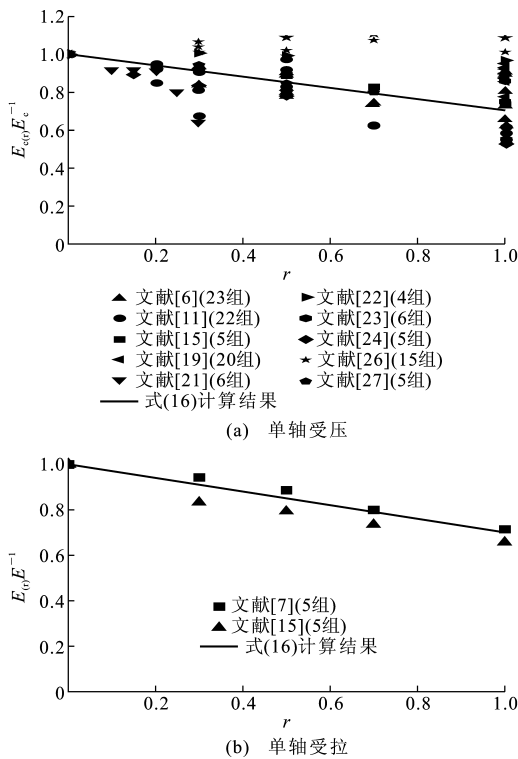 1.2
1.0
0.8
0.6
0.4
0.2
0
E_{c(r)}E_c^{-1}
0.2 0.4 0.6 0.8 1.0
r
文献[6](23组) 文献[22](4组)
文献[11](22组) 文献[23](6组)
文献[15](5组) 文献[24](5组)
文献[19](20组) 文献[26](15组)
文献[21](6组) 文献[27](5组)
式(16)计算结果
(a) 单轴受压
1.0
0.8
0.6
0.4
0.2
0
E_{(r)}E^{-1}
文献[7](5组)
文献[15](5组)
式(16)计算结果
0.2 0.4 0.6 0.8 1.0
r
(b) 单轴受拉